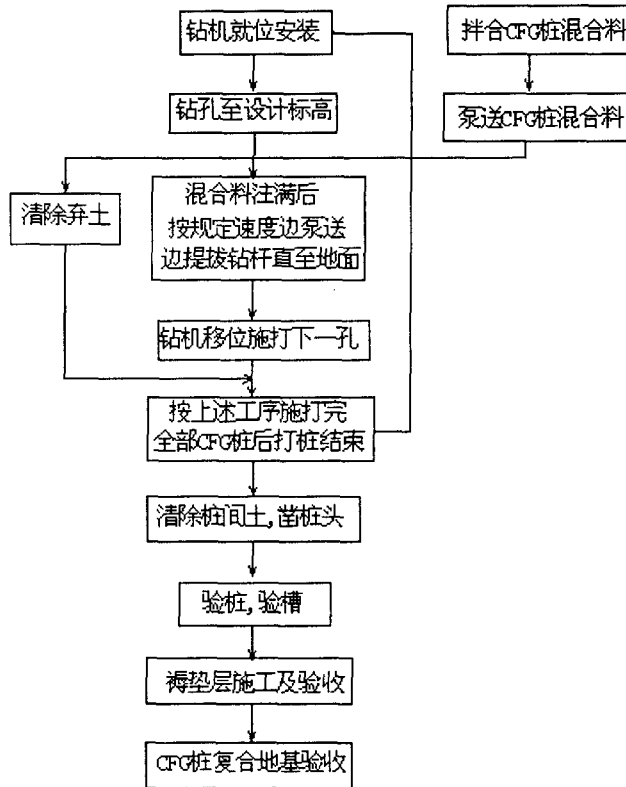 钻机就位安装
拌合CFG桩混合料
钻孔至设计标高
泵送CFG桩混合料
清除弃土
混合料注满后
按规定速度边泵送
边提拔钻杆直至地面
钻机移位施打下一孔
按上述工序施打完
全部CFG桩后打桩结束
清除桩间土,凿桩头
验桩,验槽
褥垫层施工及验收
CFG桩复合地基验收